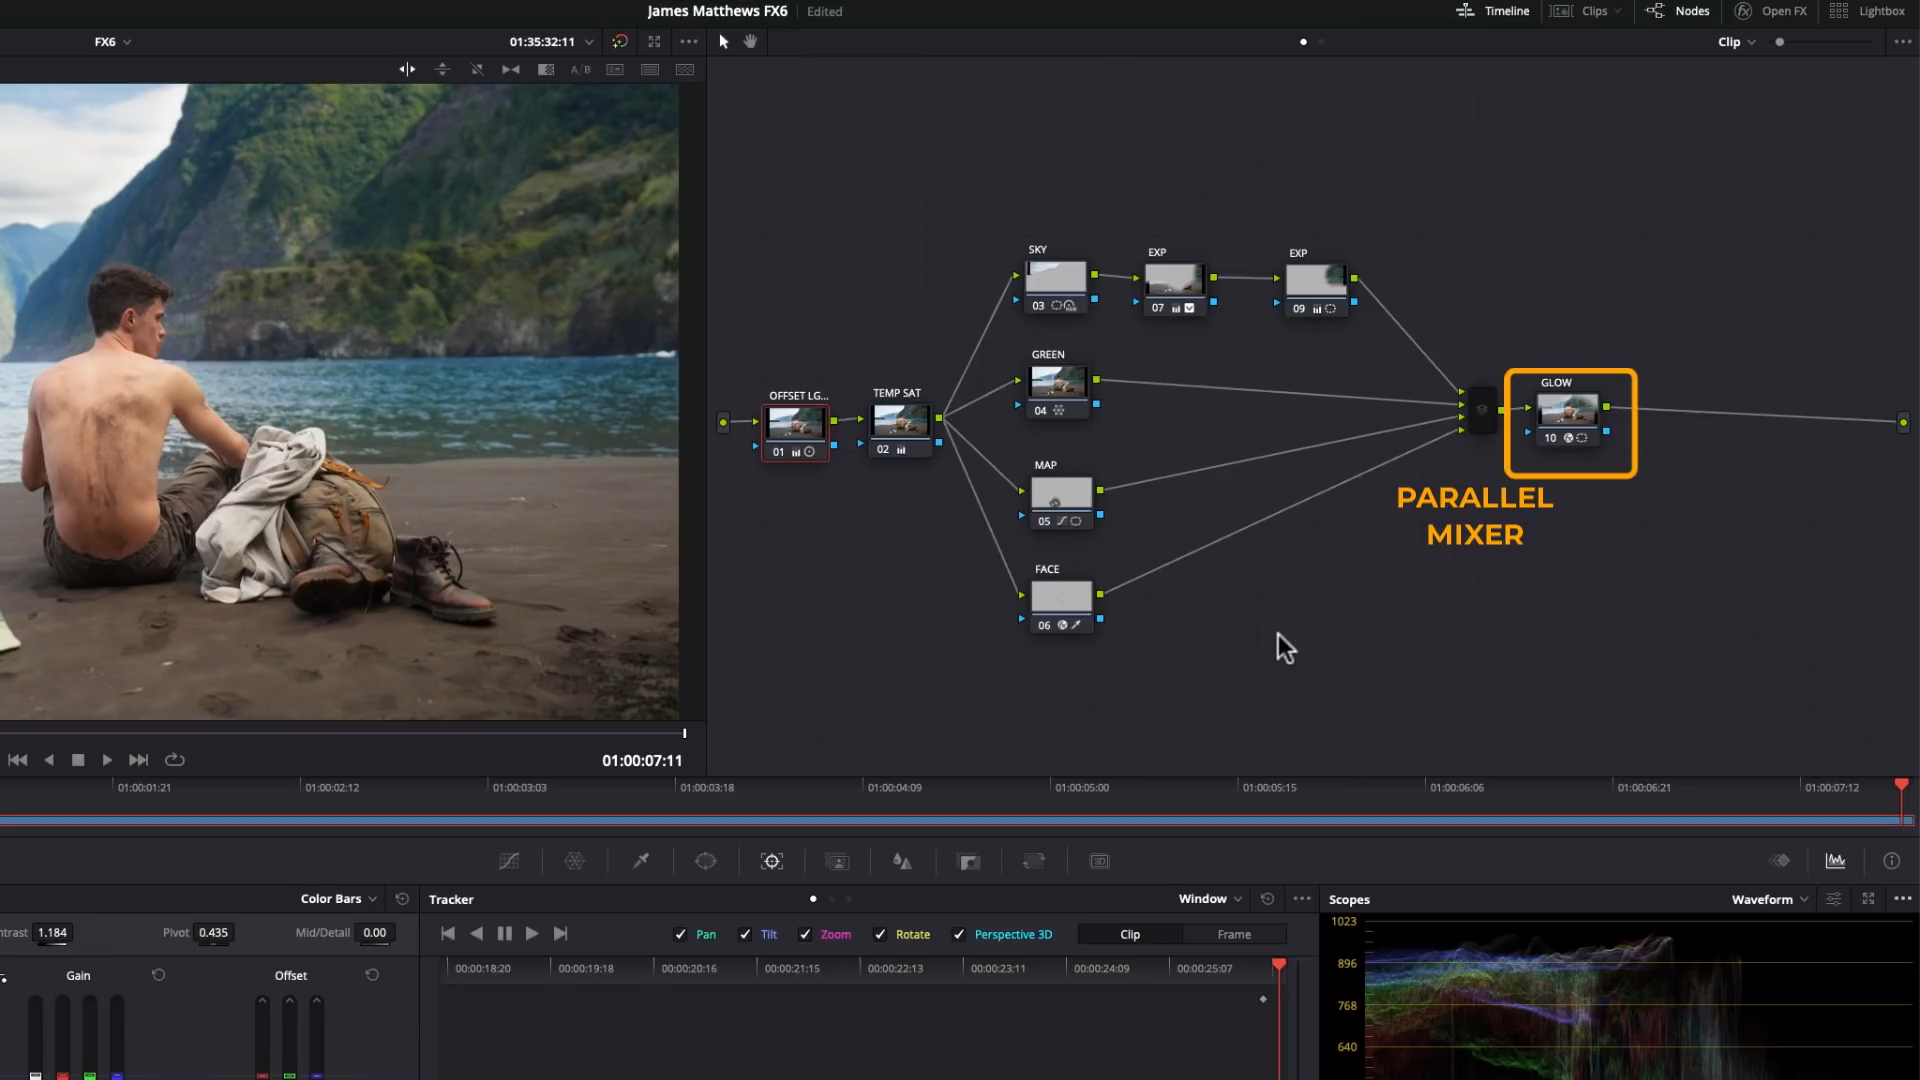 James Matthews FX6 Edited
Timeline Clips Nodes Open FX Lightbox
FX6 01:35:32:11 Clip
A/B
SKY EXP EXP
03 HDR 07 09
GREEN
04
OFFSET LG... TEMP SAT GLOW
01 02 10
MAP
05
PARALLEL
MIXER
FACE
06
01:00:07:11
01:00:01:21 01:00:02:12 01:00:03:03 01:00:03:18 01:00:04:09 01:00:05:00 01:00:05:15 01:00:06:06 01:00:06:21 01:00:07:12
3D
Color Bars Tracker Window Scopes Waveform
ntrast 1.184 Pivot 0.435 Mid/Detail 0.00 Pan Tilt Zoom Rotate Perspective 3D Clip Frame
Gain Offset
00:00:18:20 00:00:19:18 00:00:20:16 00:00:21:15 00:00:22:13 00:00:23:11 00:00:24:09 00:00:25:07
1023
896
768
640